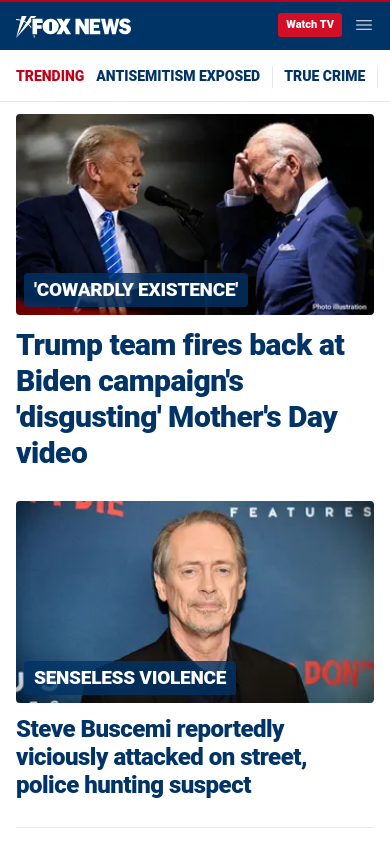 FOX NEWS
Watch TV
TRENDING ANTISEMITISM EXPOSED TRUE CRIME
'COWARDLY EXISTENCE'
Photo illustration
Trump team fires back at
Biden campaign's
'disgusting' Mother's Day
video
DIE
FEATURES
DON'T
SENSELESS VIOLENCE
Steve Buscemi reportedly
viciously attacked on street,
police hunting suspect